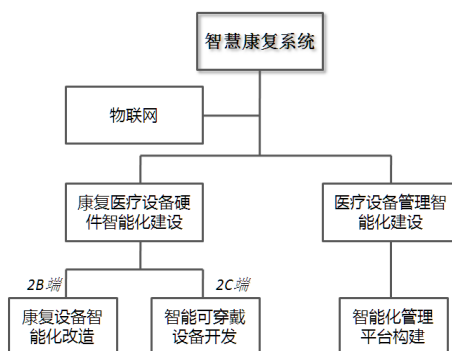 智慧康复系统
物联网
康复医疗设备硬
件智能化建设
医疗设备管理智
能化建设
2B端
2C端
康复设备智
能化改造
智能可穿戴
设备开发
智能化管理
平台构建